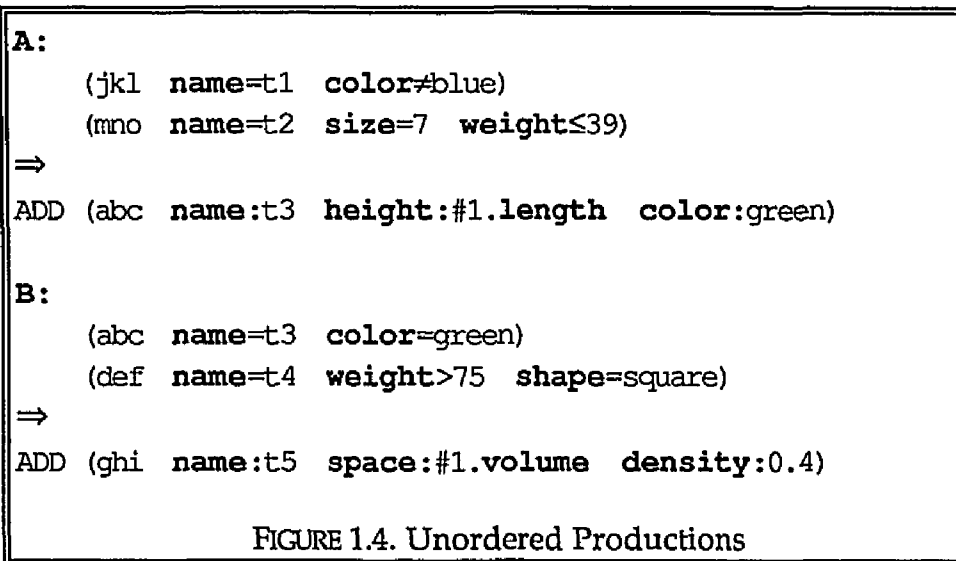 A:
(jkl name=t1 color≠blue)
(mno name=t2 size=7 weight≤39)
⇒
ADD (abc name:t3 height:#1.length color:green)
B:
(abc name=t3 color=green)
(def name=t4 weight>75 shape=square)
⇒
ADD (ghi name:t5 space:#1.volume density:0.4)
FIGURE 1.4. Unordered Productions